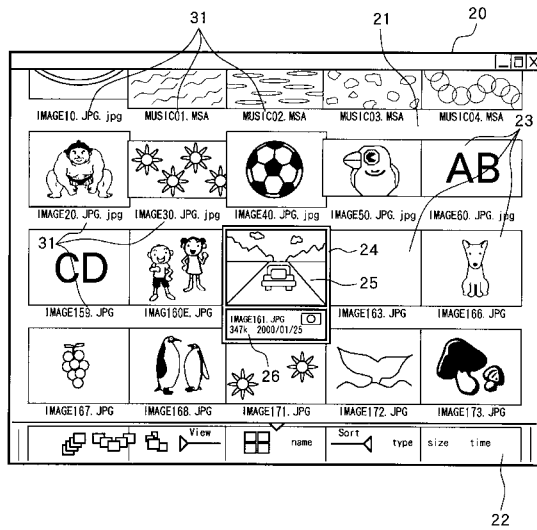 20
31 21
IMAGE10. JPG. jpg MUSIC01. MSA MUSIC02. MSA MUSIC03. MSA MUSIC04. MSA
23
AB
IMAGE20. JPG. jpg IMAGE30. JPG. jpg IMAGE40. JPG. jpg IMAGE50. JPG. jpg IMAGE60. JPG. jpg
31
24
CD
25
IMAGE159. JPG IMAG160E. JPG IMAGE161. JPG IMAGE163. JPG IMAGE166. JPG
347k 2000/01/25
26
IMAGE167. JPG IMAGE168. JPG IMAGE171. JPG IMAGE172. JPG IMAGE173. JPG
View name Sort type size time
22